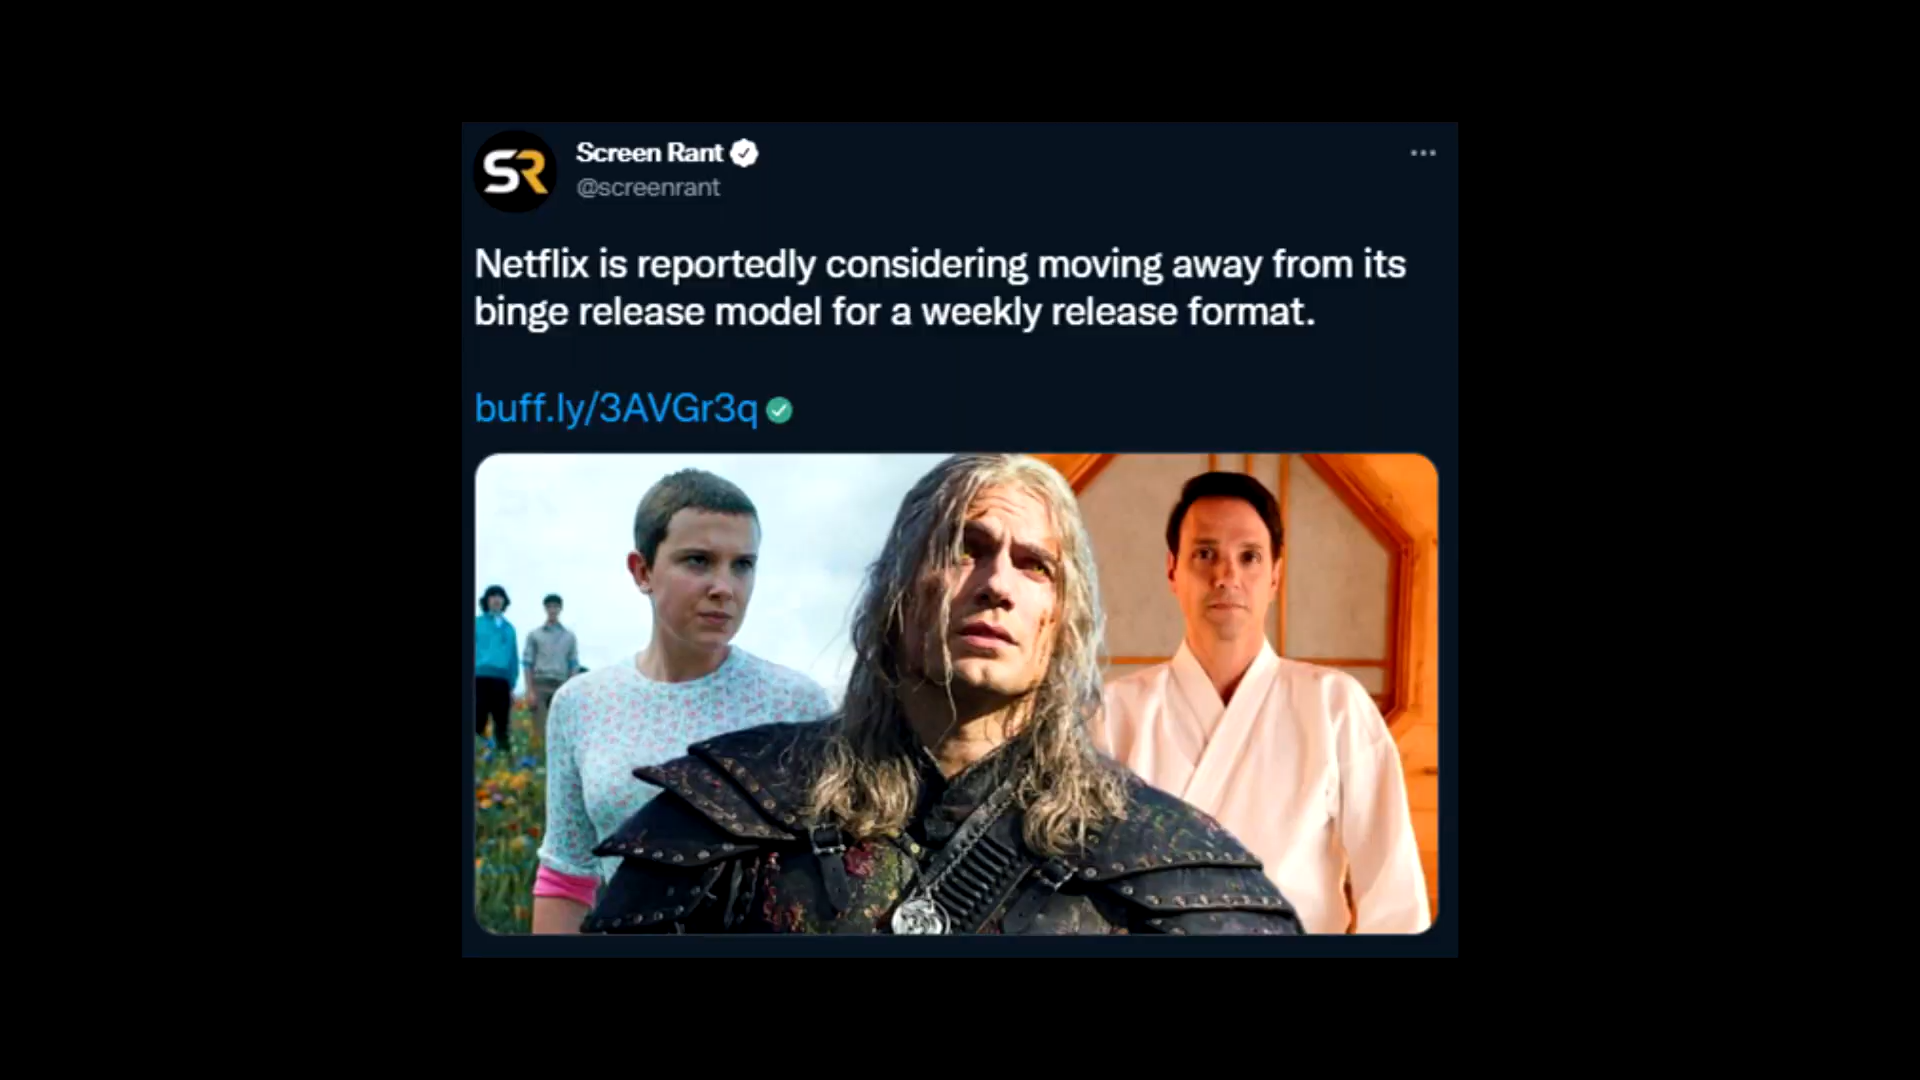 SR
Screen Rant
@screenrant
Netflix is reportedly considering moving away from its
binge release model for a weekly release format.
buff.ly/3AVGr3q